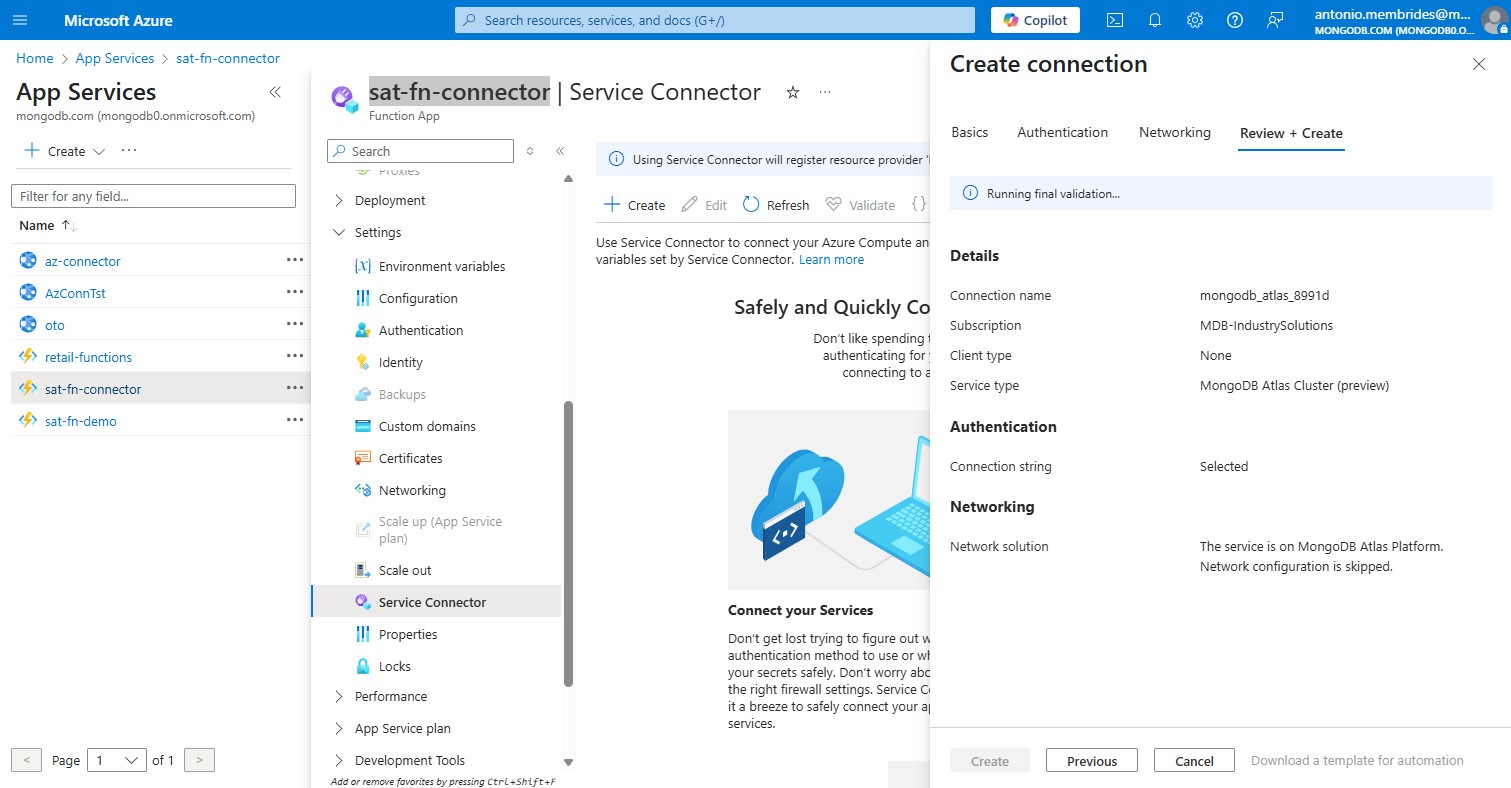 Microsoft Azure
Search resources, services, and docs (G+/)
Copilot
antonio.membrides@m...
MONGODB.COM (MONGODB0.O...
Home > App Services > sat-fn-connector
App Services
mongodb.com (mongodb0.onmicrosoft.com)
+ Create ...
Filter for any field...
Name ↑↓
az-connector ...
AzConnTst ...
oto ...
retail-functions ...
sat-fn-connector ...
sat-fn-demo ...
< Page 1 of 1 >
sat-fn-connector | Service Connector ☆ ...
Function App
Search
Proxies
Deployment
Settings
Environment variables
Configuration
Authentication
Identity
Backups
Custom domains
Certificates
Networking
Scale up (App Service
plan)
Scale out
Service Connector
Properties
Locks
Performance
App Service plan
Development Tools
Add or remove favorites by pressing Ctrl+Shift+F
Using Service Connector will register resource provider
+ Create Edit Refresh Validate {}
Use Service Connector to connect your Azure Compute an
variables set by Service Connector. Learn more
Safely and Quickly Co
Don't like spending t
authenticating for
connecting to a
Connect your Services
Don't get lost trying to figure out w
authentication method to use or wh
your secrets safely. Don't worry abo
the right firewall settings. Service C
it a breeze to safely connect your ap
services.
Create connection
Basics Authentication Networking Review + Create
Running final validation...
Details
Connection name mongodb_atlas_8991d
Subscription MDB-IndustrySolutions
Client type None
Service type MongoDB Atlas Cluster (preview)
Authentication
Connection string Selected
Networking
Network solution The service is on MongoDB Atlas Platform.
Network configuration is skipped.
Create Previous Cancel Download a template for automation